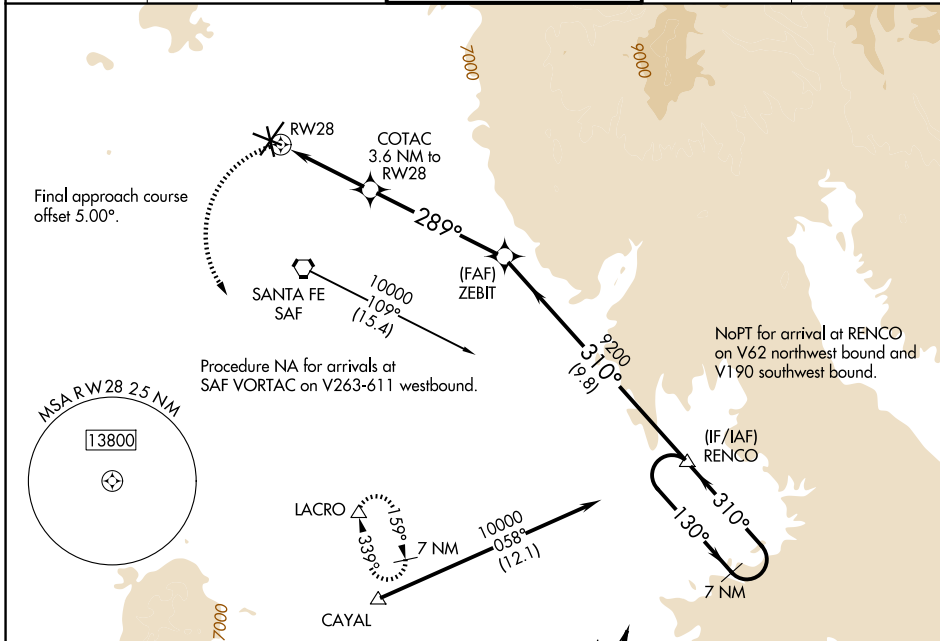 7000
9000
RW28
COTAC
3.6 NM to
RW28
Final approach course
offset 5.00°.
289°
(FAF)
ZEBIT
SANTA FE
SAF
10000
109°
(15.4)
Procedure NA for arrivals at
SAF VORTAC on V263-611 westbound.
9200
310°
(9.8)
NoPT for arrival at RENCO
on V62 northwest bound and
V190 southwest bound.
MSA RW28 25 NM
13800
(IF/IAF)
RENCO
310°
130°
7 NM
LACRO
159°
339°
7 NM
10000
058°
(12.1)
CAYAL
7000